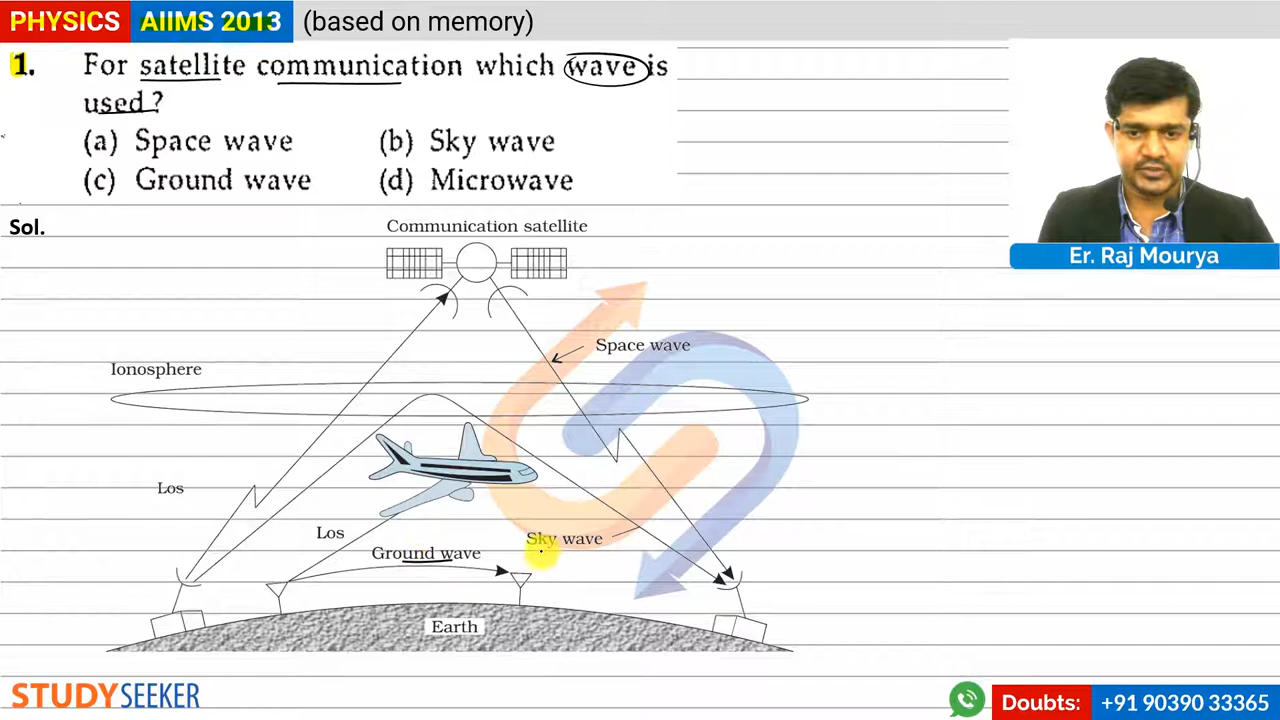 PHYSICS AIIMS 2013 (based on memory)
1. For satellite communication which wave is
used?
(a) Space wave (b) Sky wave
(c) Ground wave (d) Microwave
Sol.
Communication satellite
Er. Raj Mourya
Space wave
Ionosphere
Los
Los
Sky wave
Ground wave
Earth
STUDY SEEKER
Doubts: +91 90390 33365